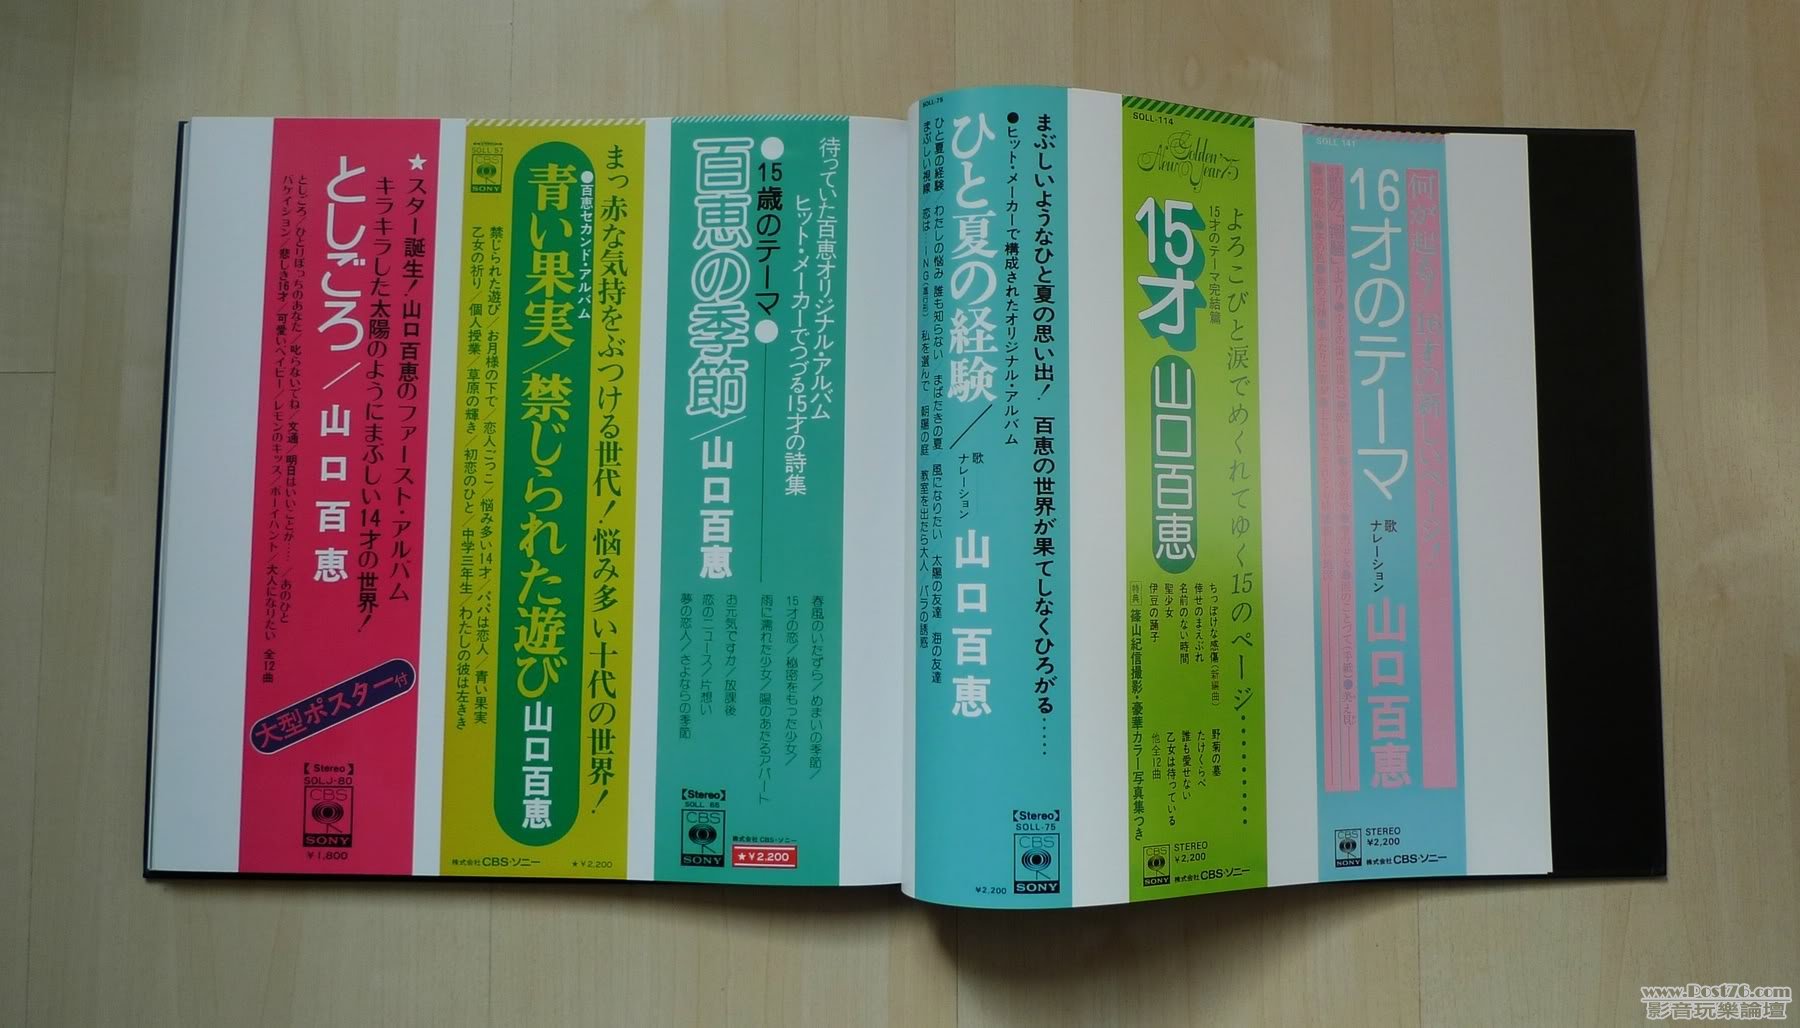 ★スター誕生!山口百恵のファースト・アルバム
キラキラした太陽のようにまぶしい14才の世界!
としごろ/山口百恵
としごろ/ひとりぼっちのあなた/叱らないでね/文通/明日はいいことが……/あのひと
バケイション/悲しき16才/可愛いベイビー/レモンのキッス/ボーイハント/大人になりたい 全12曲
大型ポスター付
【Stereo】
SOLJ-80
CBS
SONY
¥1,800
SOLL 57
CBS
SONY
まっ赤な気持をぶつける世代!悩み多い十代の世界!
●百恵セカンド・アルバム
青い果実/禁じられた遊び 山口百恵
禁じられた遊び/お月様の下で/恋人ごっこ/悩み多い14才/パパは恋人/青い果実
乙女の祈り/個人授業/草原の輝き/初恋のひと/中学三年生/わたしの彼は左きき
株式会社CBS・ソニー
★¥2,200
待っていた百恵オリジナル・アルバム
ヒット・メーカーでつづる15才の詩集
●15歳のテーマ●
百恵の季節/山口百恵
春風のいたずら/めまいの季節/
15才の恋/秘密をもった少女/
雨に濡れた少女/陽のあたるアパート
お元気ですか/放課後
恋のニュース/片想い
夢の恋人/さよならの季節
【Stereo】
SOLL 66
CBS
SONY
株式会社CBS・ソニー
★¥2,200
SOLL-75
まぶしいようなひと夏の思い出! 百恵の世界が果てしなくひろがる‥‥‥
●ヒット・メーカーで構成されたオリジナル・アルバム
ひと夏の経験/歌 ナレーション 山口百恵
ひと夏の経験 わたしの悩み 誰も知らない まばたきの夏 風になりたい 太陽の友達 海の友達
まぶしい視線 恋は…ING(進行形) 私を選んで 朝陽の庭 教室を出たら大人 バラの誘惑
【Stereo】
SOLL-75
CBS
SONY
¥2,200
SOLL-114
Golden '75
New Year
よろこびと涙でめくれてゆく15のページ‥‥‥‥
15才のテーマ完結篇
15才 山口百恵
ちっぽけな感傷(新編曲) 野菊の墓
倖せのまえぶれ たけくらべ
名前のない時間 誰も愛せない
聖少女 乙女は待っている
伊豆の踊子 他全12曲
特典 篠山紀信撮影・豪華カラー写真集つき
CBS
SONY
STEREO
¥2,200
株式会社CBS・ソニー
SOLL 141
何が起る? 16才の新しいページ…
16才のテーマ 歌 ナレーション 山口百恵
CBS
SONY
STEREO
¥2,200
株式会社CBS・ソニー
www.Post76.com
影音玩樂論壇